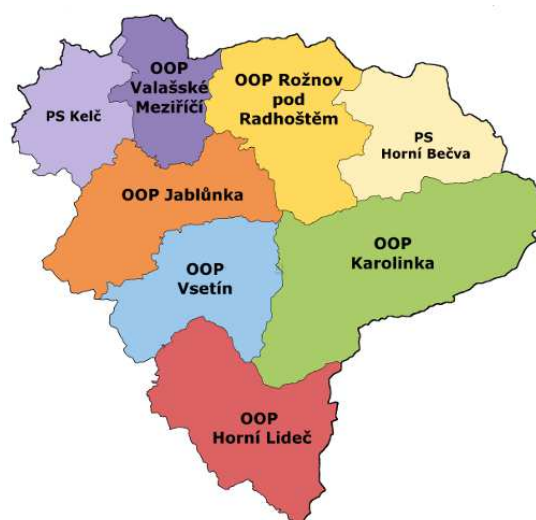 OOP
Valašské
Meziříčí
OOP Rožnov
pod
Radhoštěm
PS Kelč
PS
Horní Bečva
OOP Jablůnka
OOP
Vsetín
OOP
Karolinka
OOP
Horní Lideč